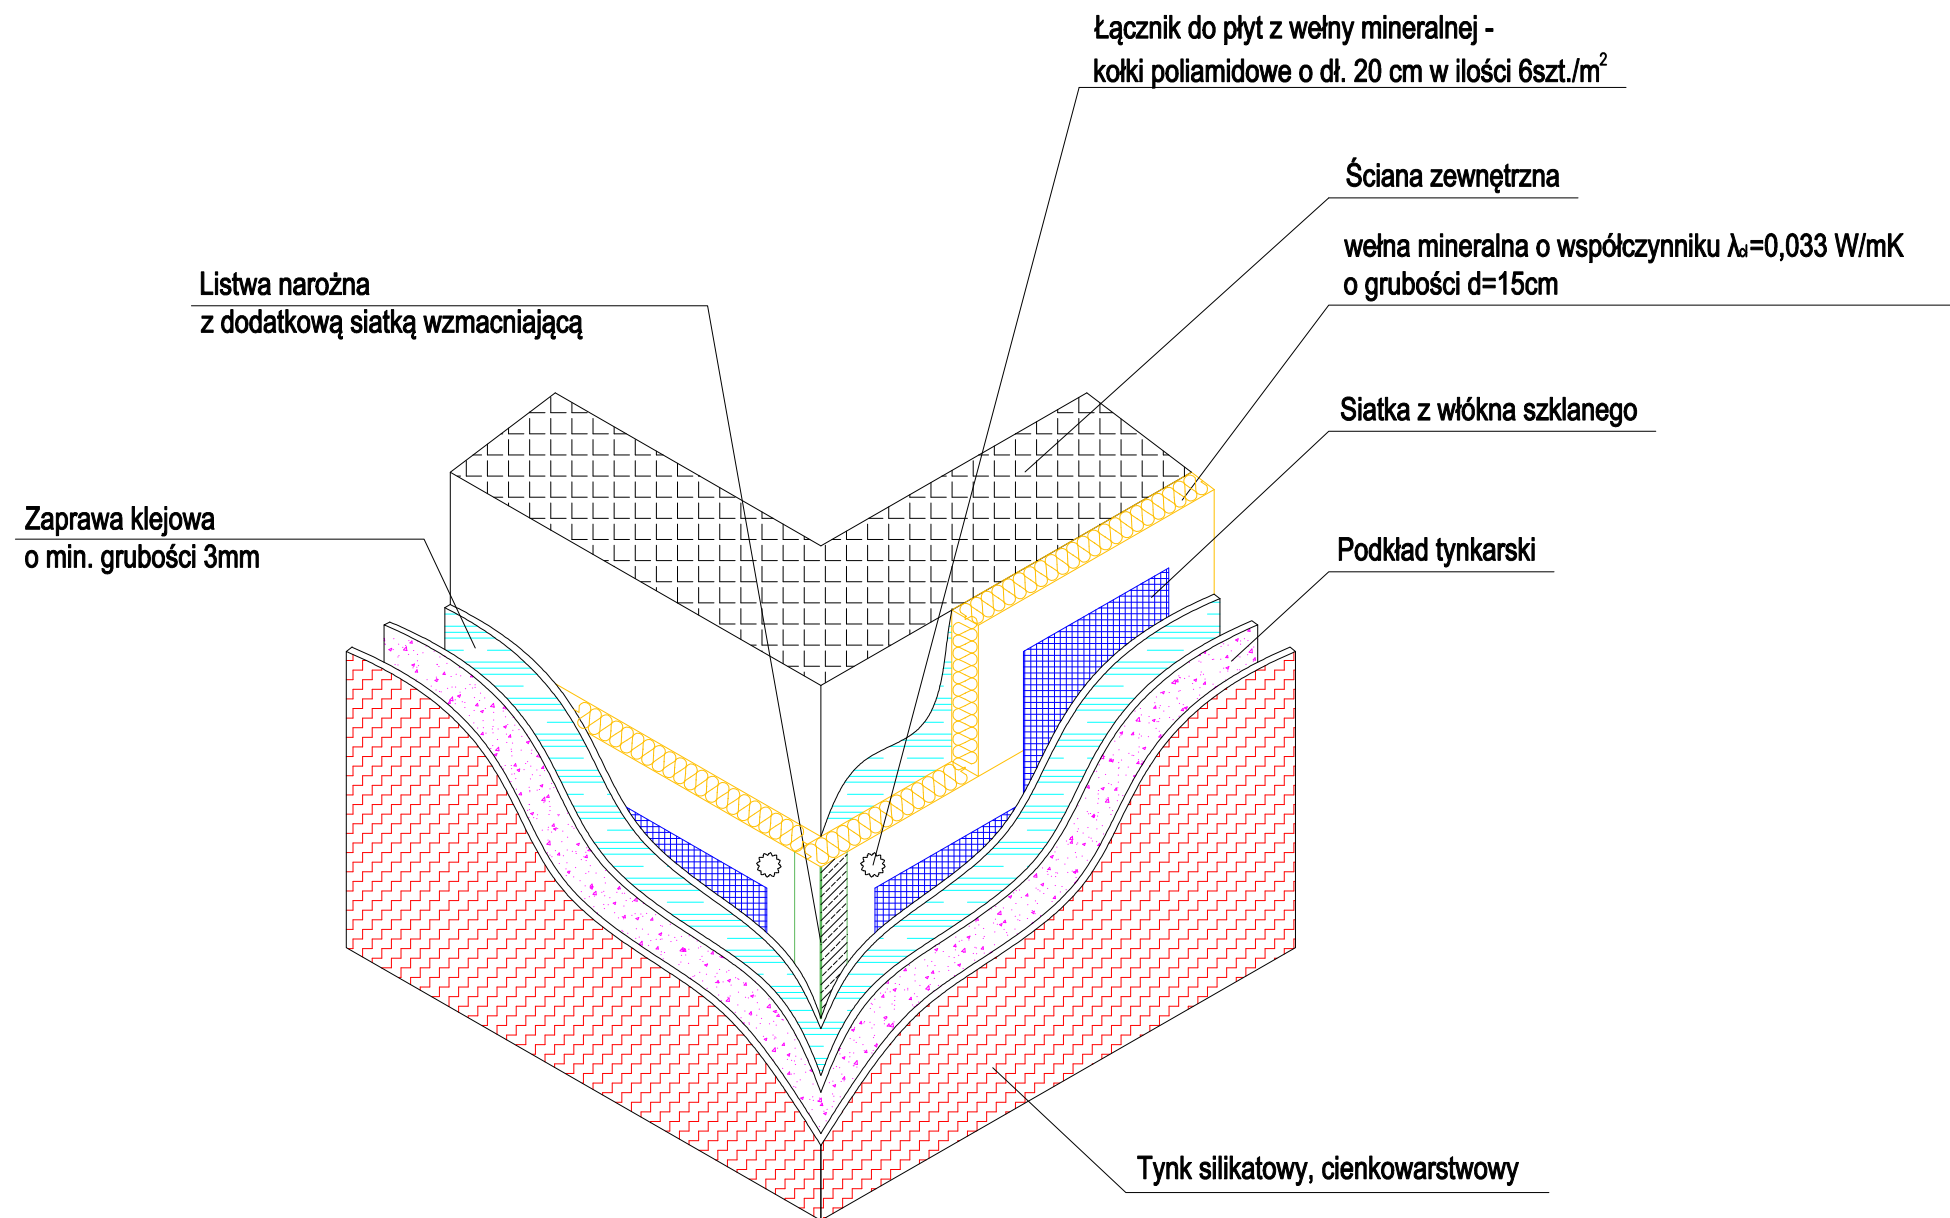 Łącznik do płyt z wełny mineralnej -
kołki poliamidowe o dł. 20 cm w ilości 6szt./m²
Ściana zewnętrzna
wełna mineralna o współczynniku λd=0,033 W/mK
o grubości d=15cm
Listwa narożna
z dodatkową siatką wzmacniającą
Siatka z włókna szklanego
Zaprawa klejowa
o min. grubości 3mm
Podkład tynkarski
Tynk silikatowy, cienkowarstwowy